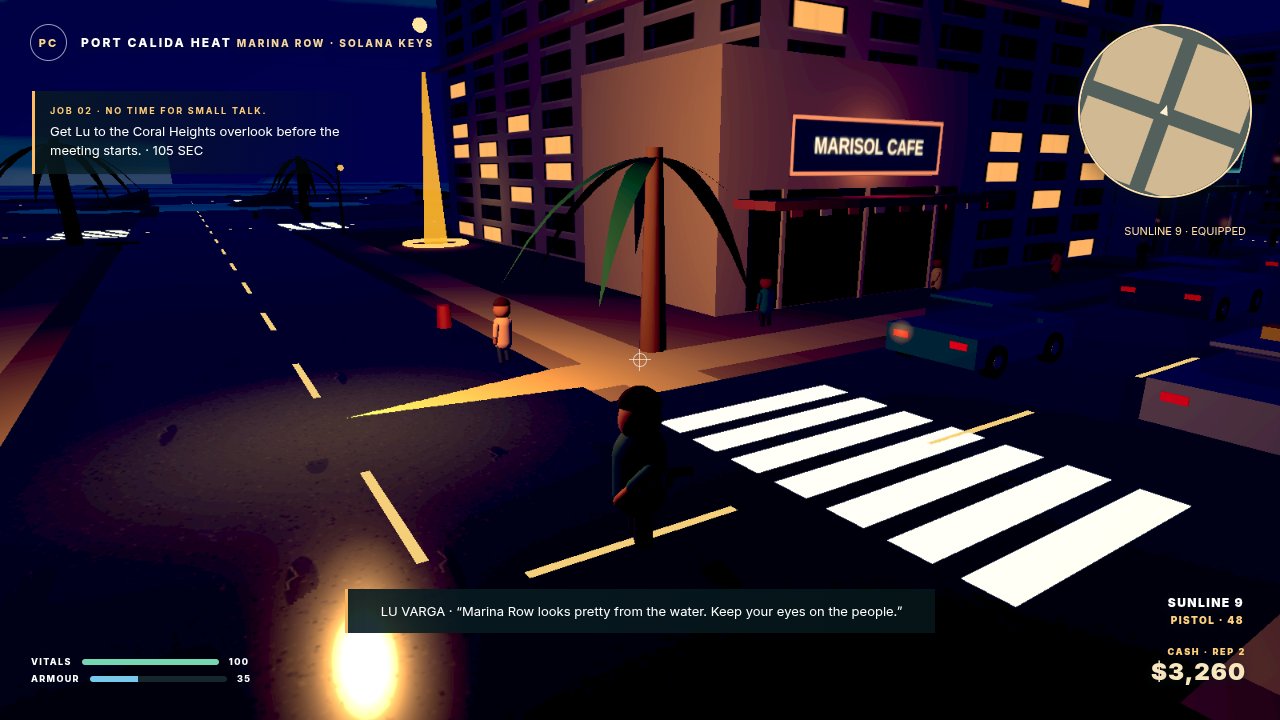 PC
PORT CALIDA HEAT MARINA ROW · SOLANA KEYS
JOB 02 · NO TIME FOR SMALL TALK.
Get Lu to the Coral Heights overlook before the
meeting starts. · 105 SEC
MARISOL CAFE
SUNLINE 9 · EQUIPPED
LU VARGA · “Marina Row looks pretty from the water. Keep your eyes on the people.”
SUNLINE 9
PISTOL · 48
CASH · REP 2
$3,260
VITALS 100
ARMOUR 35